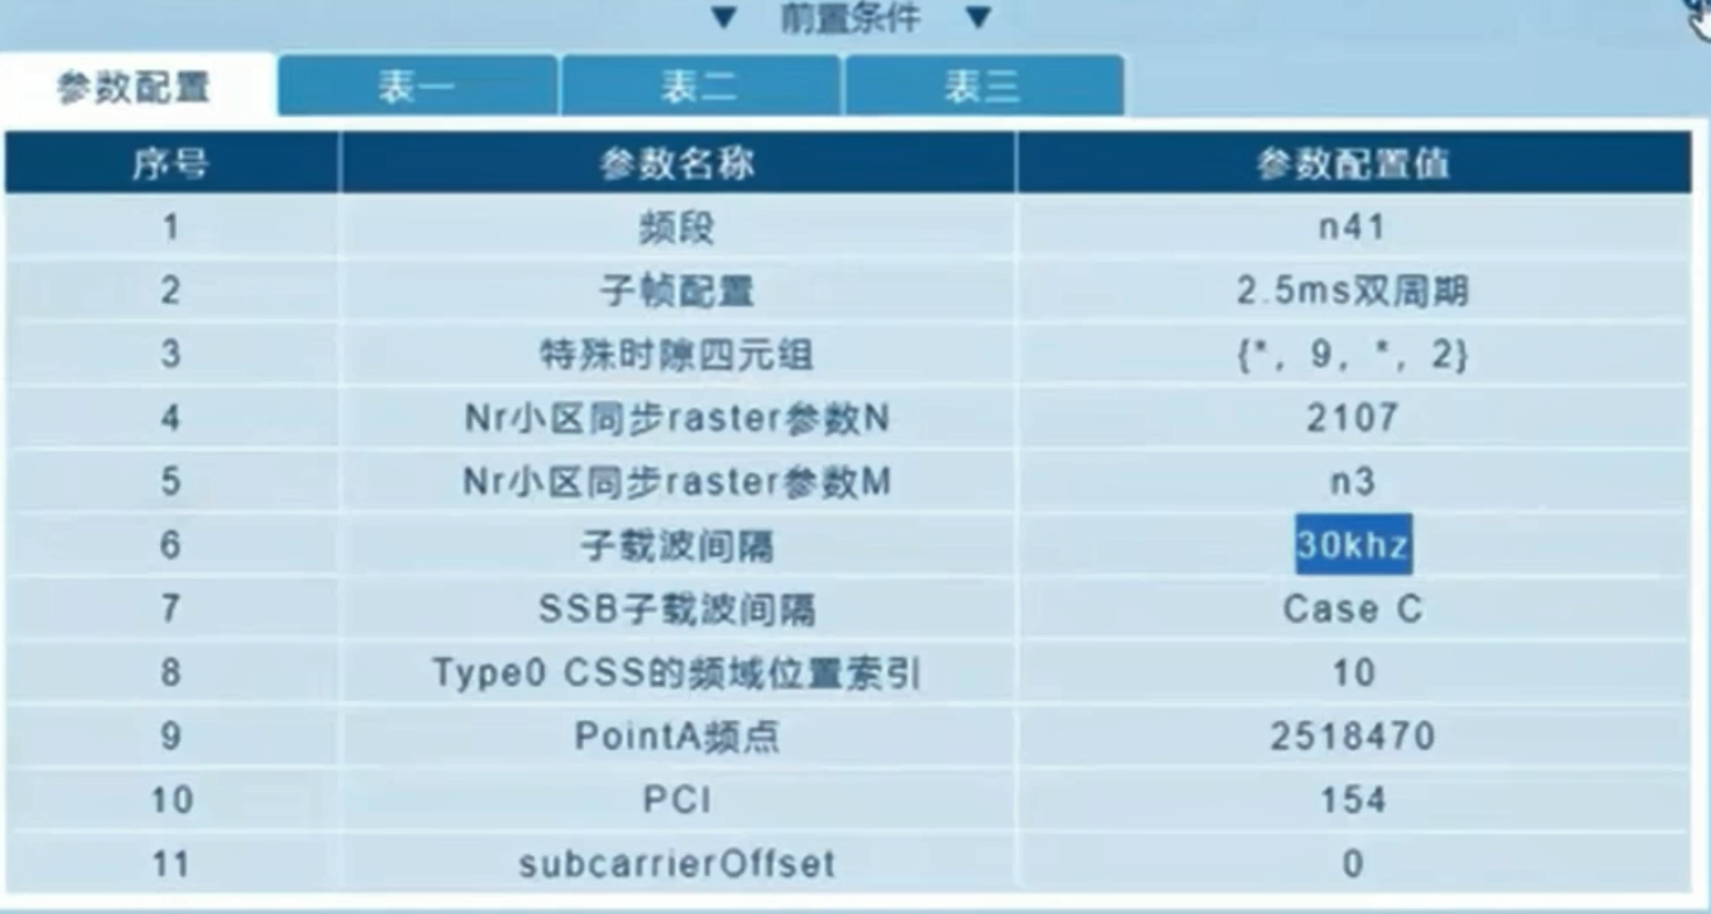 ▼ 前置条件 ▼
参数配置 表一 表二 表三
序号 参数名称 参数配置值
1 频段 n41
2 子帧配置 2.5ms双周期
3 特殊时隙四元组 {*, 9, *, 2}
4 Nr小区同步raster参数N 2107
5 Nr小区同步raster参数M n3
6 子载波间隔 30khz
7 SSB子载波间隔 Case C
8 Type0 CSS的频域位置索引 10
9 PointA频点 2518470
10 PCI 154
11 subcarrierOffset 0